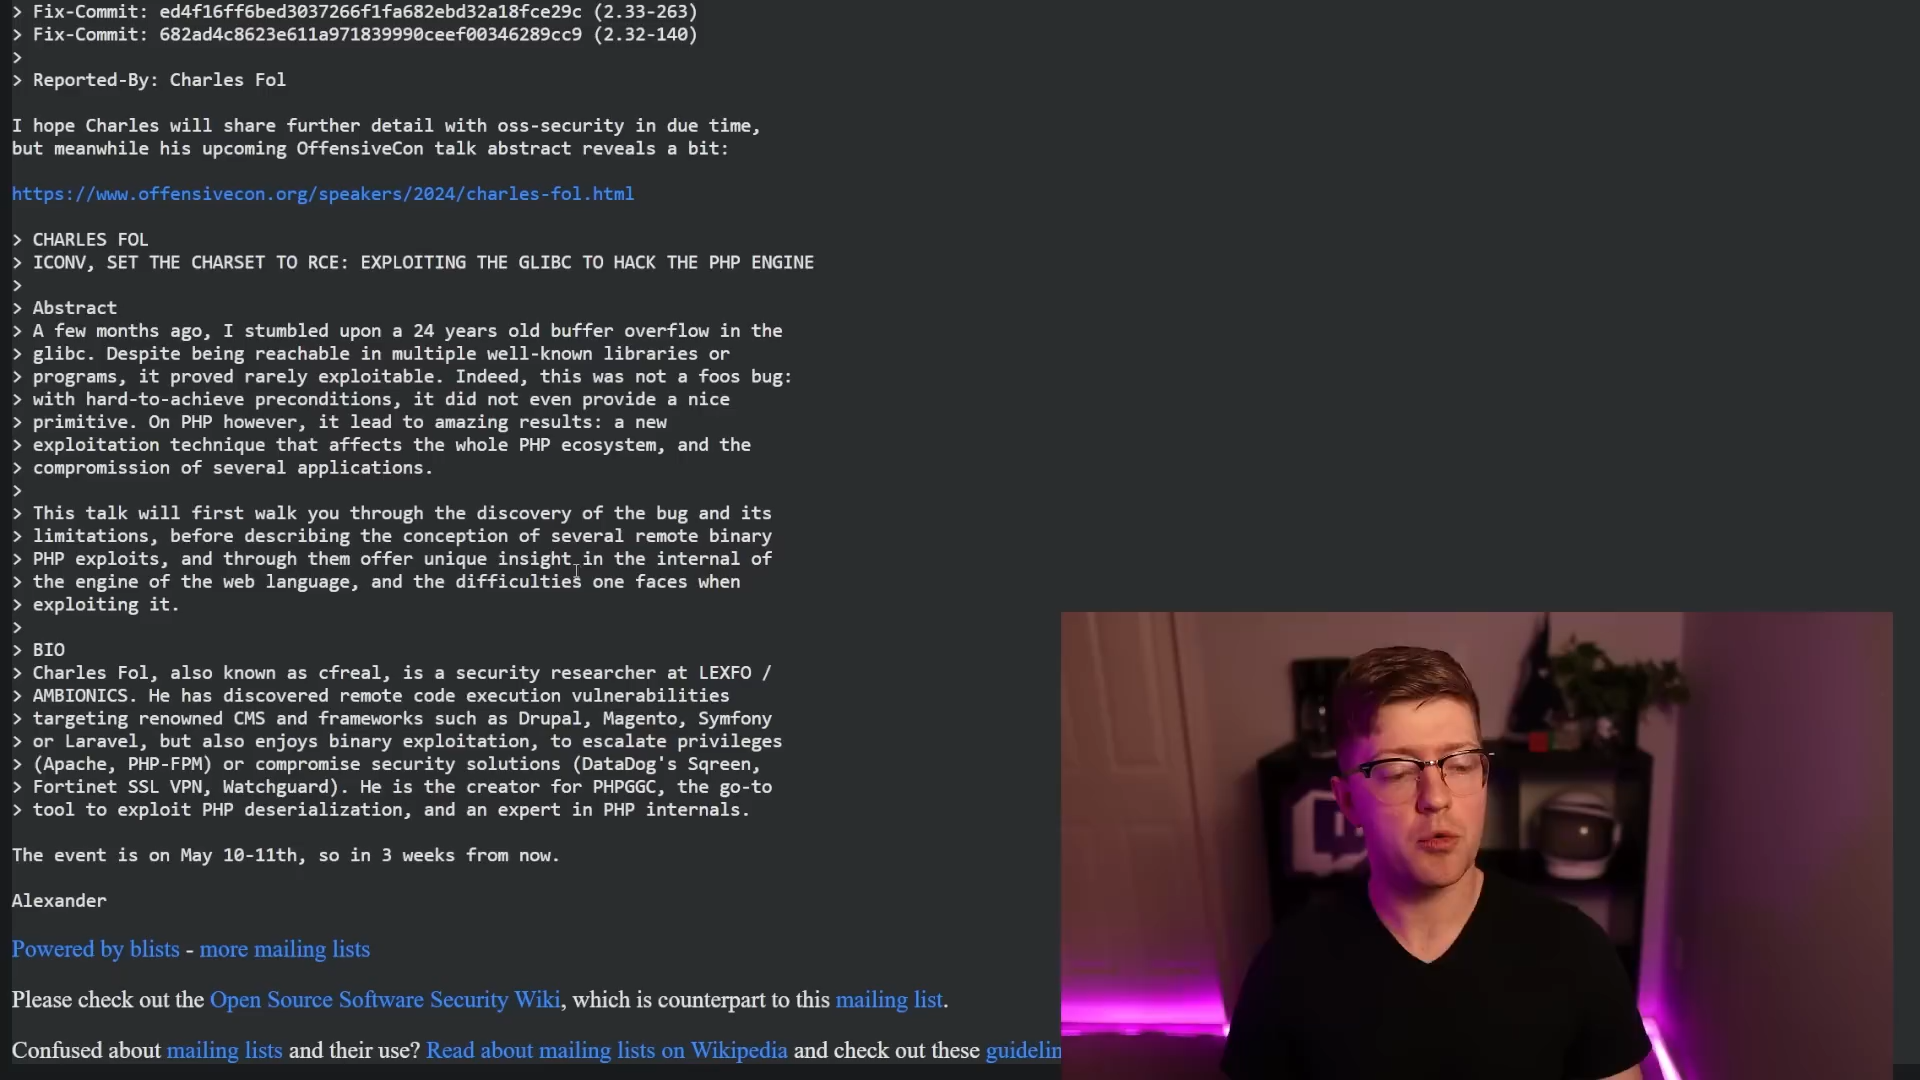 > Fix-Commit: ed4f16ff6bed3037266f1fa682ebd32a18fce29c (2.33-263)
> Fix-Commit: 682ad4c8623e611a971839990ceef00346289cc9 (2.32-140)
>
> Reported-By: Charles Fol
I hope Charles will share further detail with oss-security in due time,
but meanwhile his upcoming OffensiveCon talk abstract reveals a bit:
https://www.offensivecon.org/speakers/2024/charles-fol.html
> CHARLES FOL
> ICONV, SET THE CHARSET TO RCE: EXPLOITING THE GLIBC TO HACK THE PHP ENGINE
>
> Abstract
> A few months ago, I stumbled upon a 24 years old buffer overflow in the
> glibc. Despite being reachable in multiple well-known libraries or
> programs, it proved rarely exploitable. Indeed, this was not a foos bug:
> with hard-to-achieve preconditions, it did not even provide a nice
> primitive. On PHP however, it lead to amazing results: a new
> exploitation technique that affects the whole PHP ecosystem, and the
> compromission of several applications.
>
> This talk will first walk you through the discovery of the bug and its
> limitations, before describing the conception of several remote binary
> PHP exploits, and through them offer unique insight in the internal of
> the engine of the web language, and the difficulties one faces when
> exploiting it.
>
> BIO
> Charles Fol, also known as cfreal, is a security researcher at LEXFO /
> AMBIONICS. He has discovered remote code execution vulnerabilities
> targeting renowned CMS and frameworks such as Drupal, Magento, Symfony
> or Laravel, but also enjoys binary exploitation, to escalate privileges
> (Apache, PHP-FPM) or compromise security solutions (DataDog's Sqreen,
> Fortinet SSL VPN, Watchguard). He is the creator for PHPGGC, the go-to
> tool to exploit PHP deserialization, and an expert in PHP internals.
The event is on May 10-11th, so in 3 weeks from now.
Alexander
Powered by blists - more mailing lists
Please check out the Open Source Software Security Wiki, which is counterpart to this mailing list.
Confused about mailing lists and their use? Read about mailing lists on Wikipedia and check out these guidelin